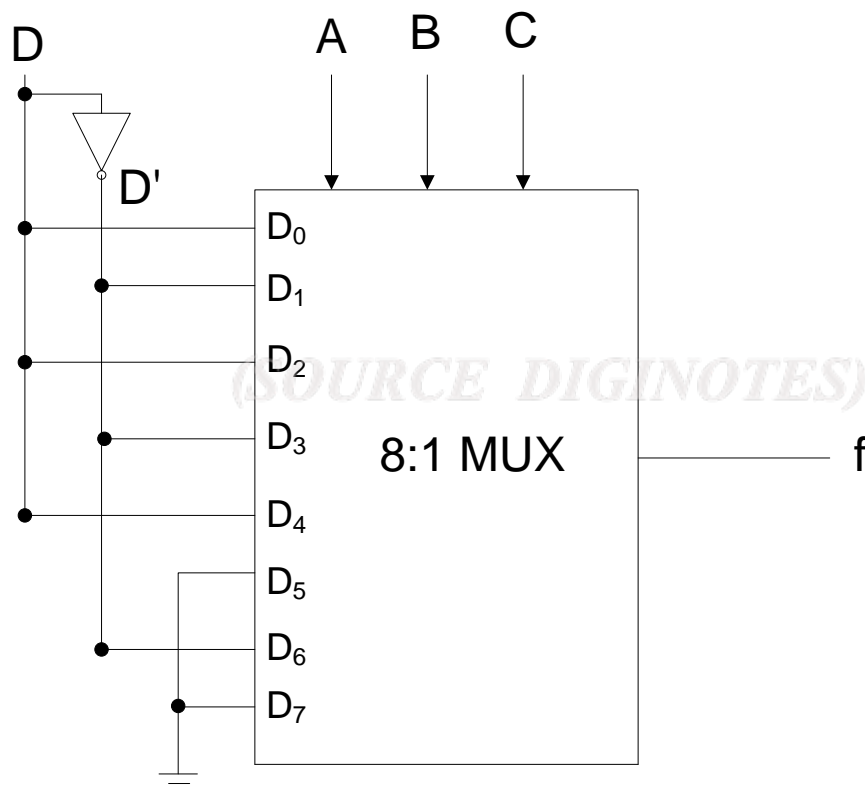 D
A B C
D'
D₀
D₁
D₂
(SOURCE DIGINOTES)
D₃
8:1 MUX
f
D₄
D₅
D₆
D₇